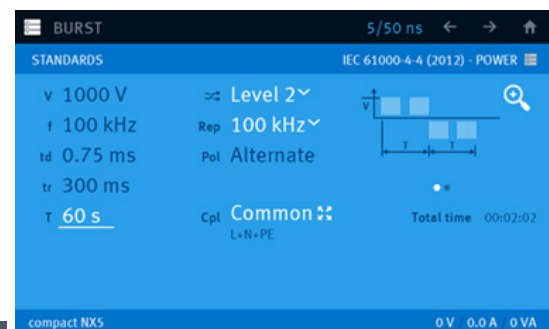 BURST 5/50 ns
STANDARDS IEC 61000-4-4 (2012) - POWER
V 1000 V Level 2
f 100 kHz Rep 100 kHz
td 0.75 ms Pol Alternate
tr 300 ms
T 60 s Cpl Common
L+N+PE
V
T T
Total time 00:02:02
compact NX5 0 V 0.0 A 0 VA